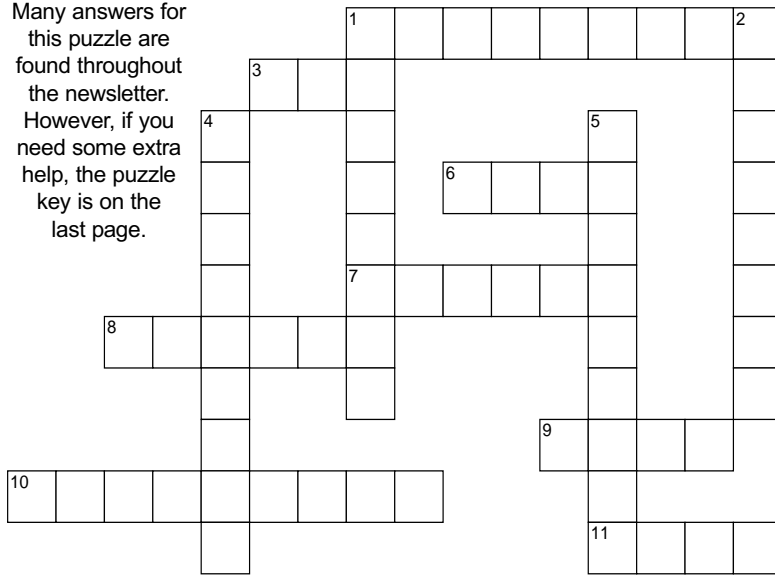 Many answers for
this puzzle are
found throughout
the newsletter.
However, if you
need some extra
help, the puzzle
key is on the
last page.
1 2
3
4 5
6
7
8
9
10
11